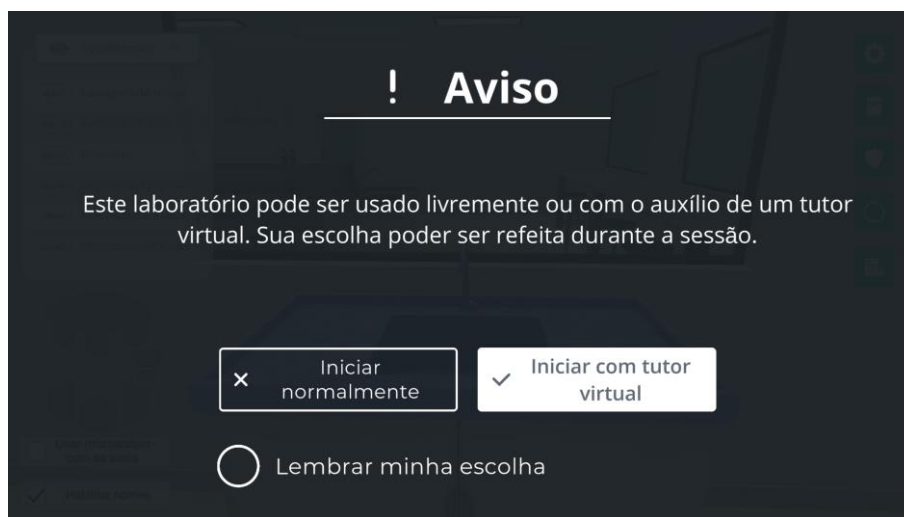 ! Aviso
Este laboratório pode ser usado livremente ou com o auxílio de um tutor
virtual. Sua escolha poder ser refeita durante a sessão.
Iniciar
normalmente
Iniciar com tutor
virtual
Lembrar minha escolha